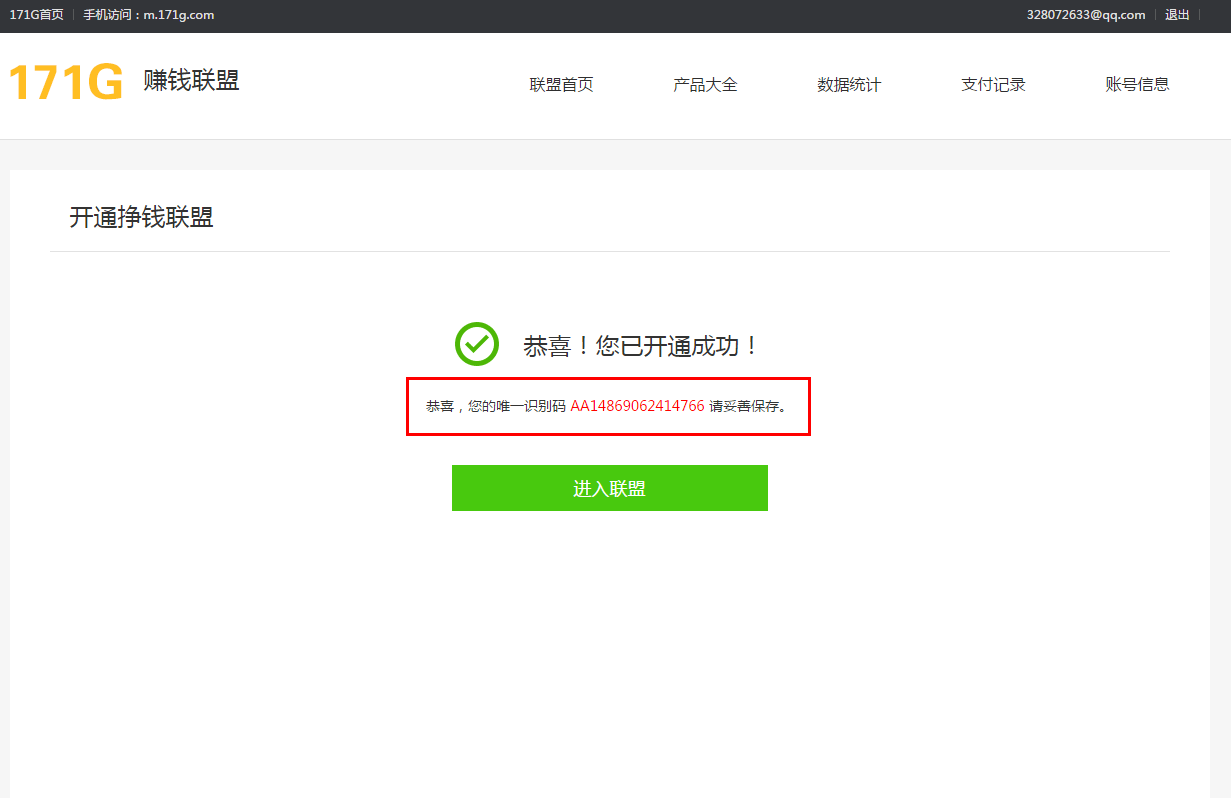 171G首页 手机访问：m.171g.com 328072633@qq.com 退出
171G 赚钱联盟 联盟首页 产品大全 数据统计 支付记录 账号信息
开通挣钱联盟
恭喜！您已开通成功！
恭喜，您的唯一识别码 AA14869062414766 请妥善保存。
进入联盟